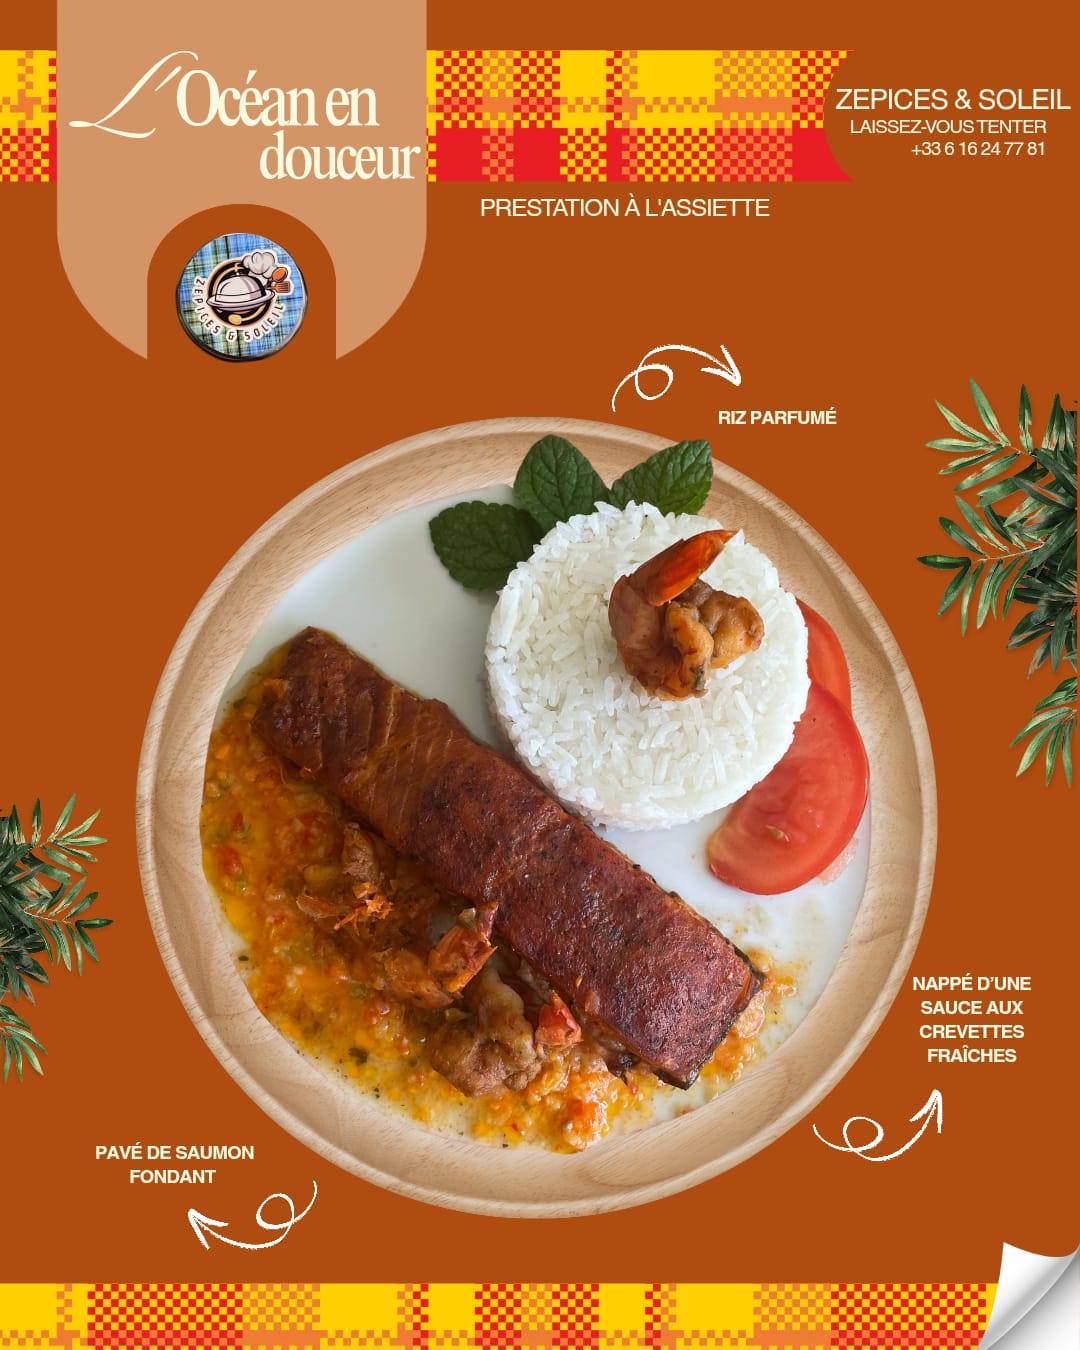 L'Océan en
douceur
ZEPICES & SOLEIL
LAISSEZ-VOUS TENTER
+33 6 16 24 77 81
PRESTATION À L'ASSIETTE
ZEPICES & SOLEIL
RIZ PARFUMÉ
NAPPÉ D’UNE
SAUCE AUX
CREVETTES
FRAÎCHES
PAVÉ DE SAUMON
FONDANT